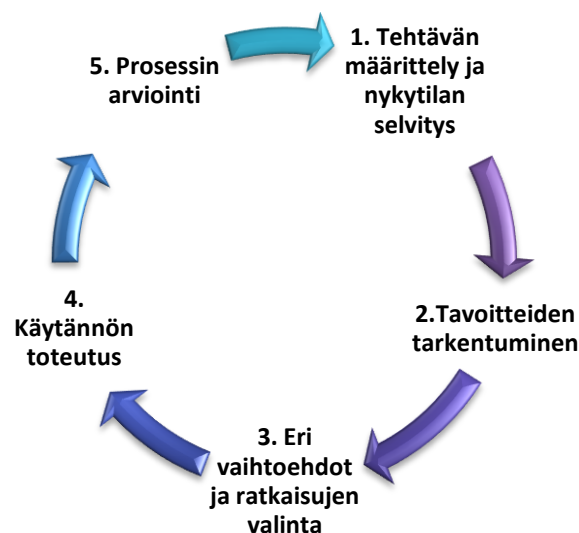 1. Tehtävän
määrittely ja
nykytilan
selvitys
2.Tavoitteiden
tarkentuminen
3. Eri
vaihtoehdot
ja ratkaisujen
valinta
4.
Käytännön
toteutus
5. Prosessin
arviointi